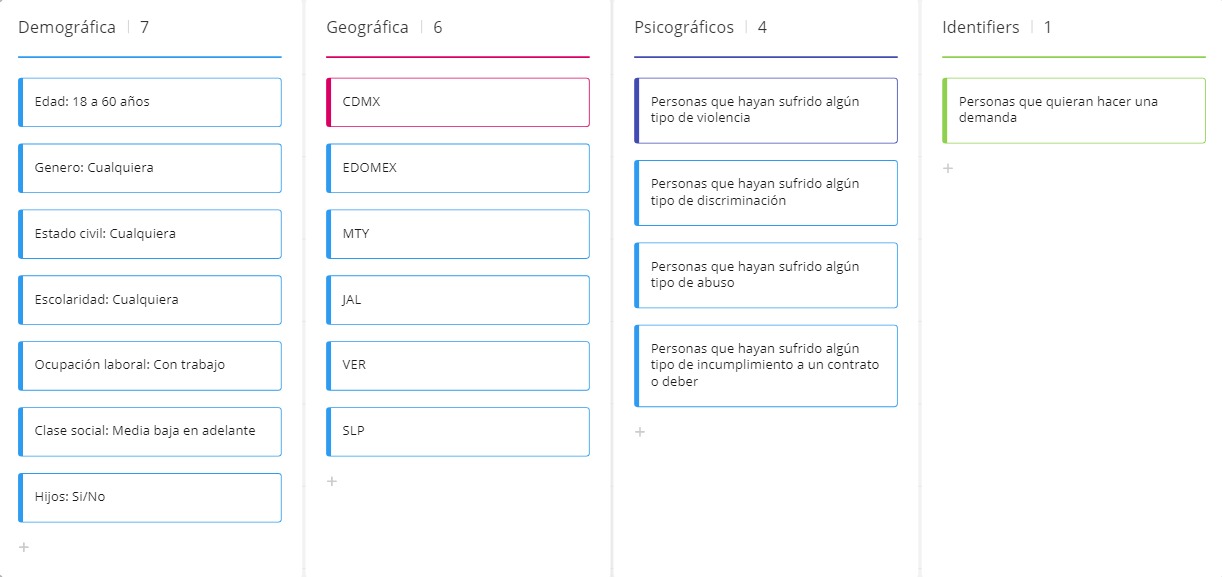 Demográfica | 7
Edad: 18 a 60 años
Genero: Cualquiera
Estado civil: Cualquiera
Escolaridad: Cualquiera
Ocupación laboral: Con trabajo
Clase social: Media baja en adelante
Hijos: Si/No
+
Geográfica | 6
CDMX
EDOMEX
MTY
JAL
VER
SLP
+
Psicográficos | 4
Personas que hayan sufrido algún
tipo de violencia
Personas que hayan sufrido algún
tipo de discriminación
Personas que hayan sufrido algún
tipo de abuso
Personas que hayan sufrido algún
tipo de incumplimiento a un contrato
o deber
+
Identifiers | 1
Personas que quieran hacer una
demanda
+